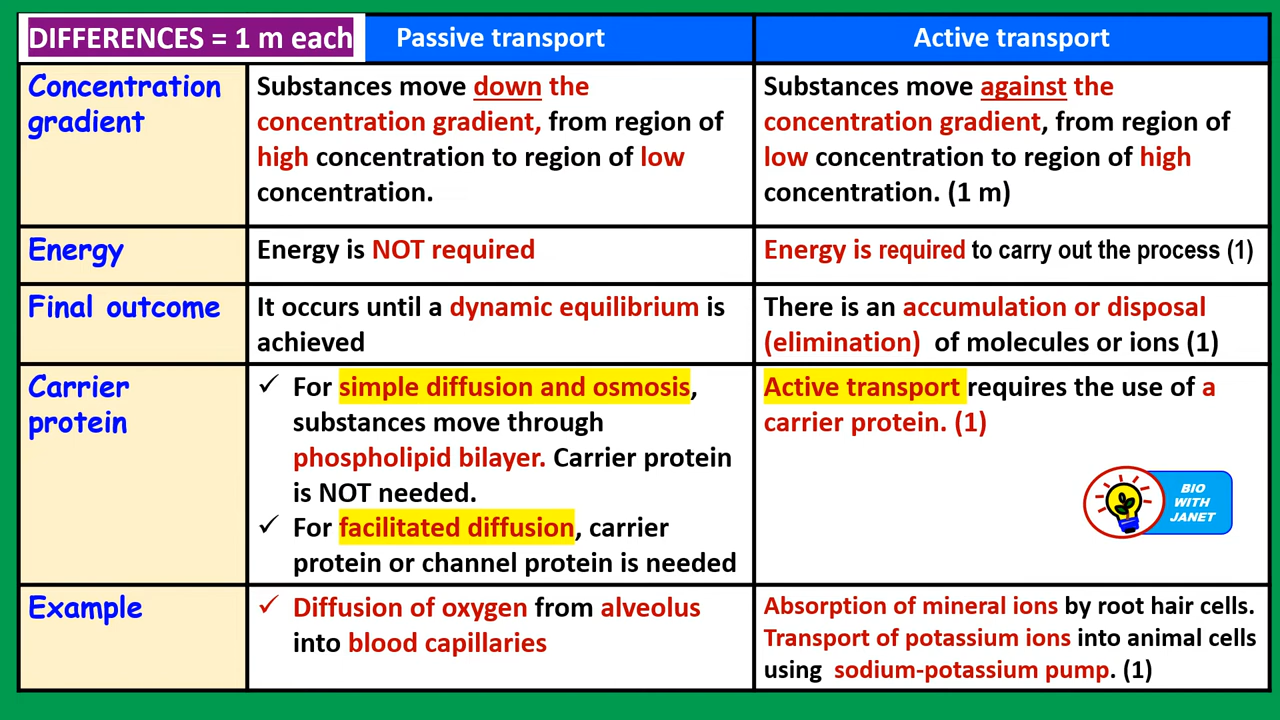 DIFFERENCES = 1 m each
Passive transport
Active transport
Concentration
gradient
Substances move down the
concentration gradient, from region of
high concentration to region of low
concentration.
Substances move against the
concentration gradient, from region of
low concentration to region of high
concentration. (1 m)
Energy
Energy is NOT required
Energy is required to carry out the process (1)
Final outcome
It occurs until a dynamic equilibrium is
achieved
There is an accumulation or disposal
(elimination) of molecules or ions (1)
Carrier
protein
✓ For simple diffusion and osmosis,
substances move through
phospholipid bilayer. Carrier protein
is NOT needed.
✓ For facilitated diffusion, carrier
protein or channel protein is needed
Active transport requires the use of a
carrier protein. (1)
BIO
WITH
JANET
Example
✓ Diffusion of oxygen from alveolus
into blood capillaries
Absorption of mineral ions by root hair cells.
Transport of potassium ions into animal cells
using sodium-potassium pump. (1)